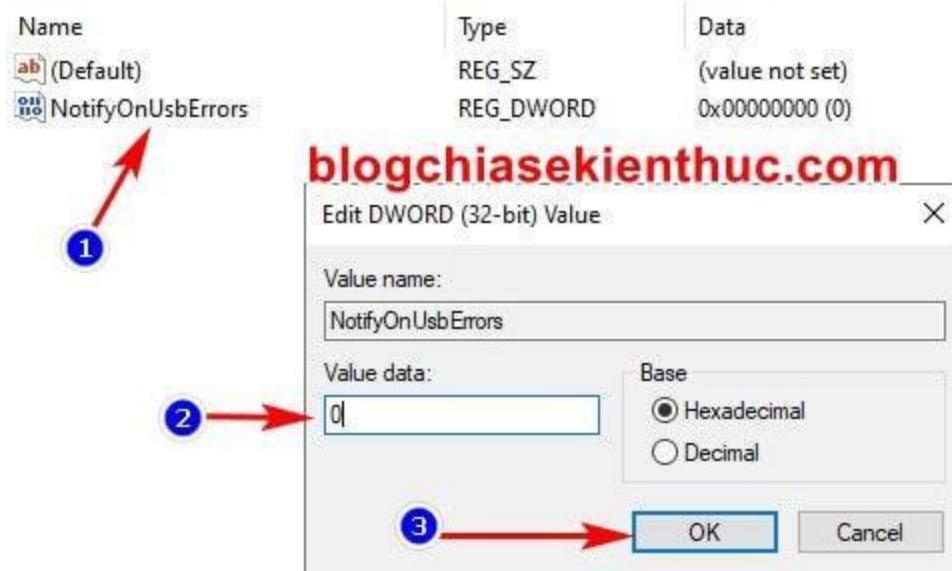 Name Type Data
ab (Default) REG_SZ (value not set)
NotifyOnUsbErrors REG_DWORD 0x00000000 (0)
blogchiasekienthuc.com
Edit DWORD (32-bit) Value
1
Value name:
NotifyOnUsbErrors
Value data: Base
2 0 Hexadecimal
Decimal
3 OK Cancel